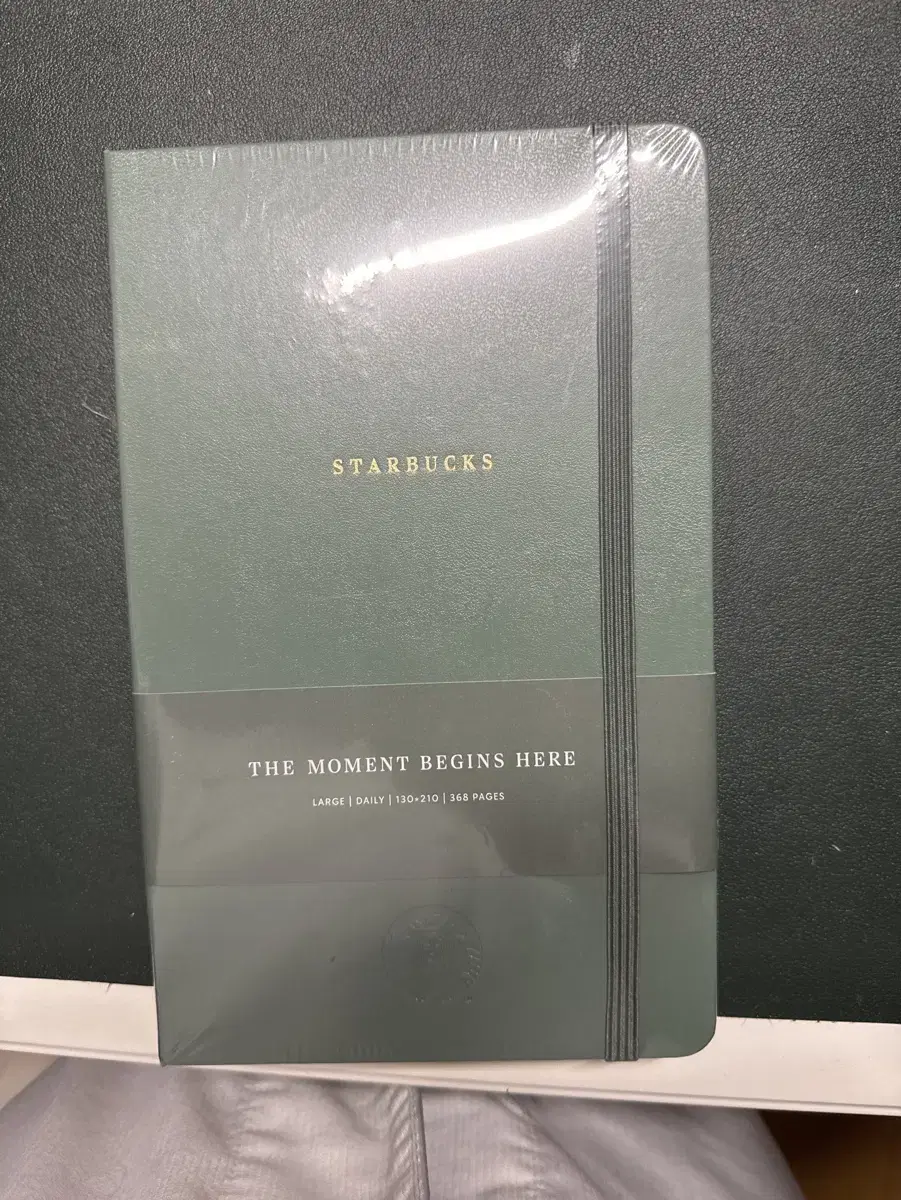 STARBUCKS
THE MOMENT BEGINS HERE
LARGE | DAILY | 130*210 | 368 PAGES